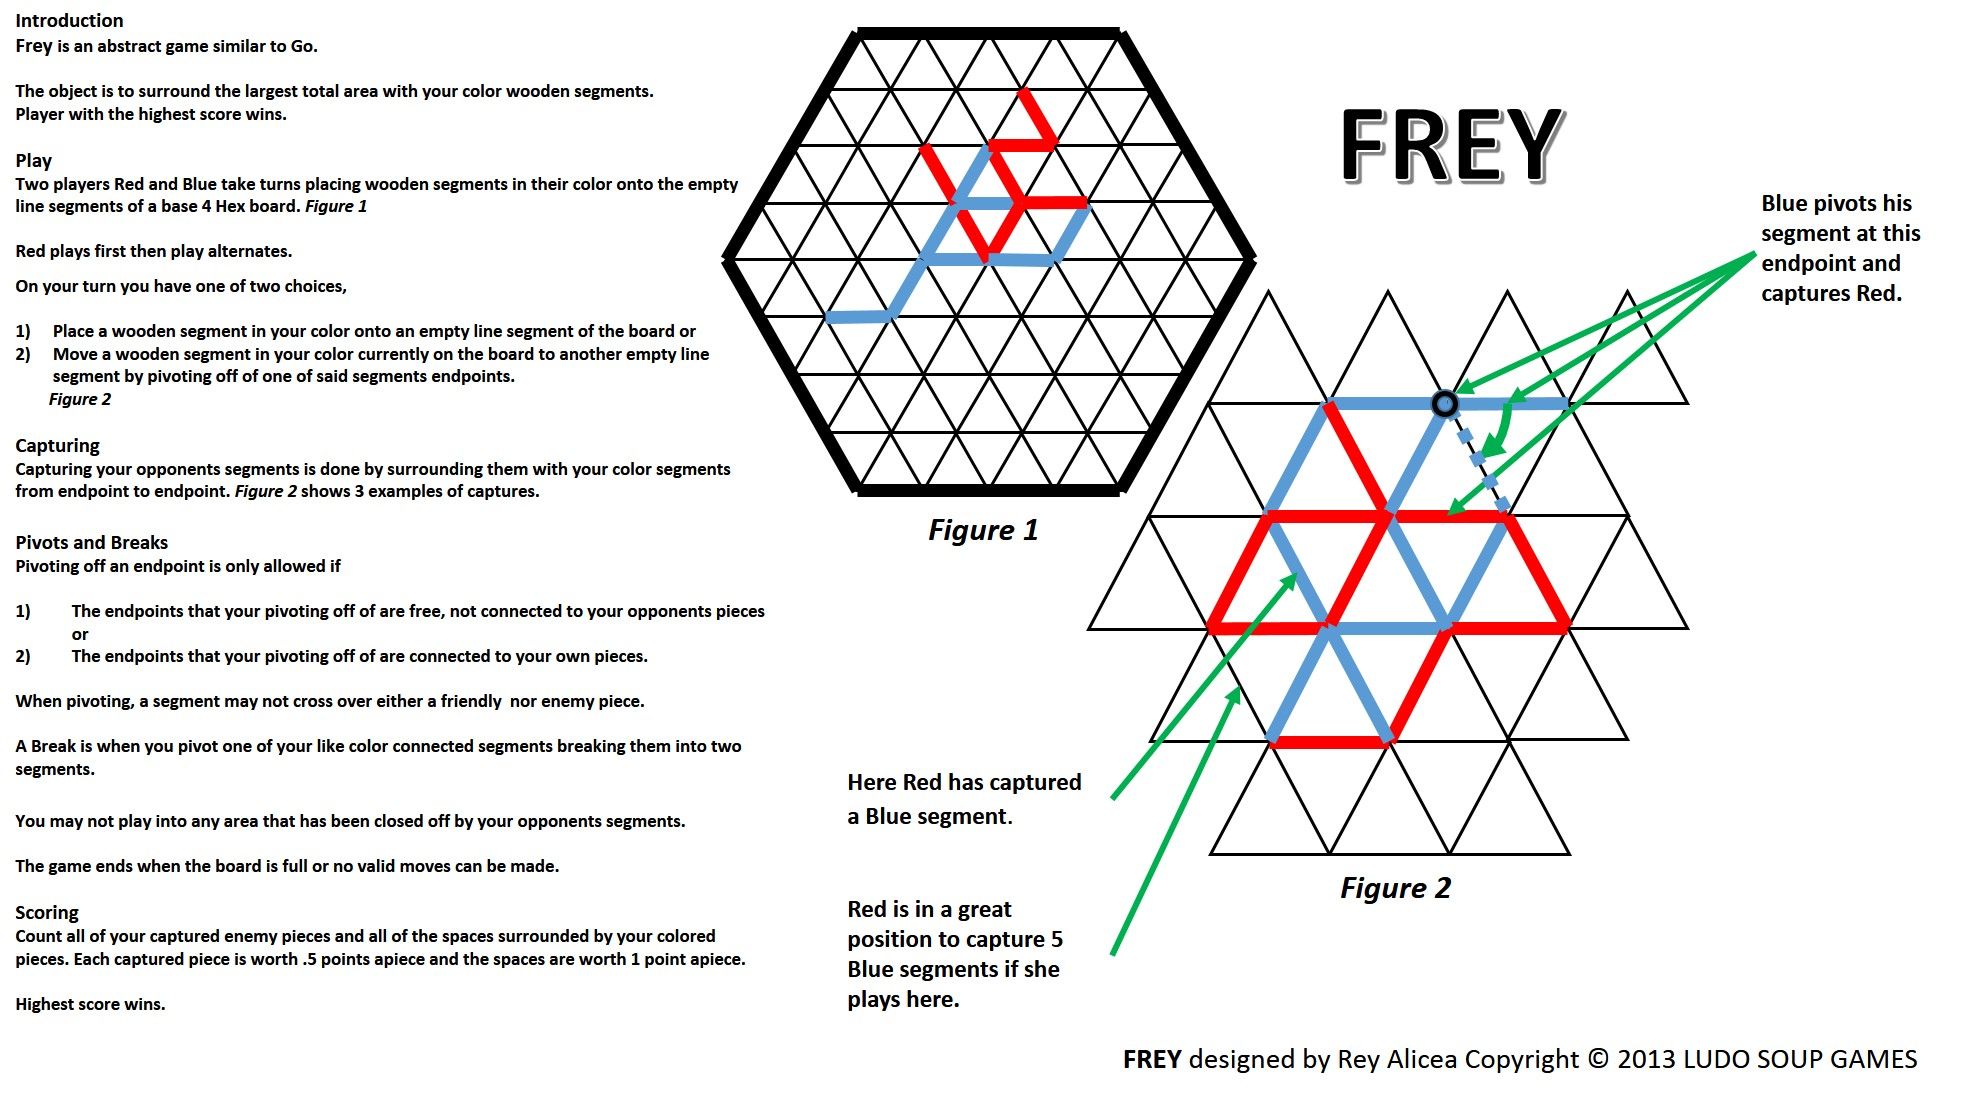 Introduction
Frey is an abstract game similar to Go.
The object is to surround the largest total area with your color wooden segments.
Player with the highest score wins.
Play
Two players Red and Blue take turns placing wooden segments in their color onto the empty
line segments of a base 4 Hex board. Figure 1
Red plays first then play alternates.
On your turn you have one of two choices,
1) Place a wooden segment in your color onto an empty line segment of the board or
2) Move a wooden segment in your color currently on the board to another empty line
segment by pivoting off of one of said segments endpoints.
Figure 2
Capturing
Capturing your opponents segments is done by surrounding them with your color segments
from endpoint to endpoint. Figure 2 shows 3 examples of captures.
Pivots and Breaks
Pivoting off an endpoint is only allowed if
1) The endpoints that your pivoting off of are free, not connected to your opponents pieces
or
2) The endpoints that your pivoting off of are connected to your own pieces.
When pivoting, a segment may not cross over either a friendly nor enemy piece.
A Break is when you pivot one of your like color connected segments breaking them into two
segments.
You may not play into any area that has been closed off by your opponents segments.
The game ends when the board is full or no valid moves can be made.
Scoring
Count all of your captured enemy pieces and all of the spaces surrounded by your colored
pieces. Each captured piece is worth .5 points apiece and the spaces are worth 1 point apiece.
Highest score wins.
Figure 1
FREY
Blue pivots his
segment at this
endpoint and
captures Red.
Here Red has captured
a Blue segment.
Red is in a great
position to capture 5
Blue segments if she
plays here.
Figure 2
FREY designed by Rey Alicea Copyright © 2013 LUDO SOUP GAMES